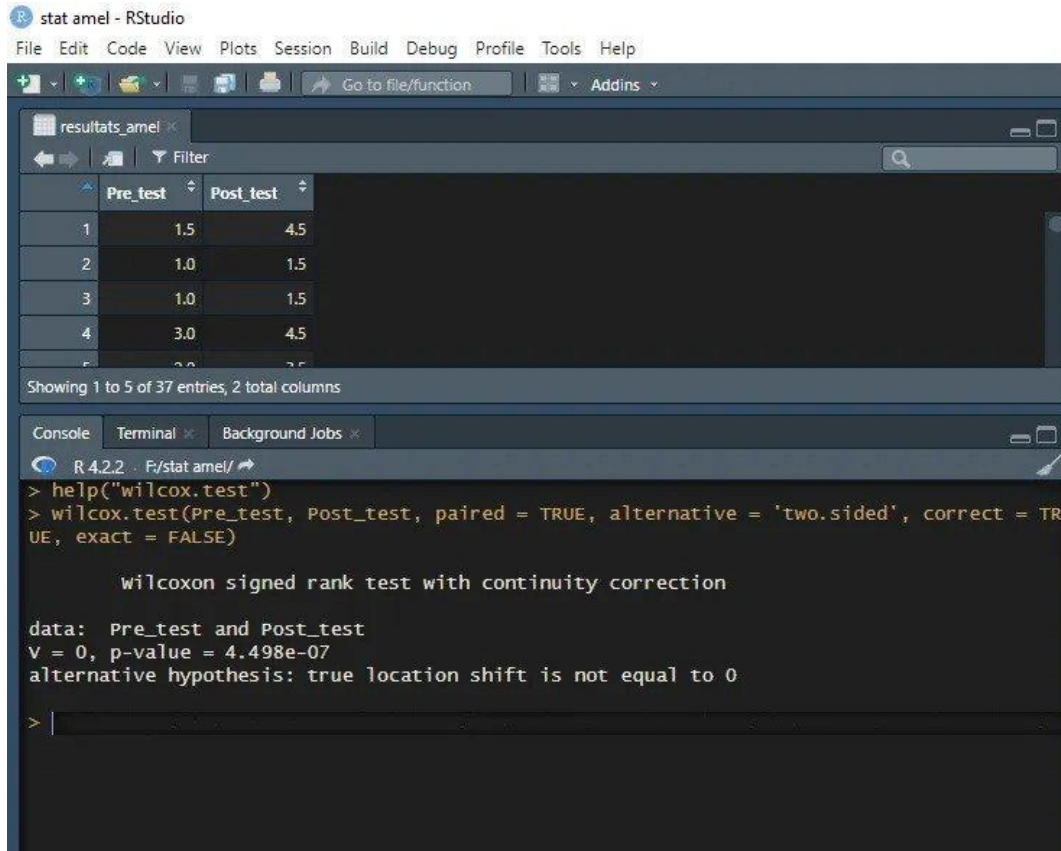 stat amel - RStudio
File Edit Code View Plots Session Build Debug Profile Tools Help
Go to file/function Addins
resultats_amel
Filter
Pre_test Post_test
1 1.5 4.5
2 1.0 1.5
3 1.0 1.5
4 3.0 4.5
Showing 1 to 5 of 37 entries, 2 total columns
Console Terminal Background Jobs
R 4.2.2 · F:/stat amel/
> help("wilcox.test")
> wilcox.test(Pre_test, Post_test, paired = TRUE, alternative = 'two.sided', correct = TR
UE, exact = FALSE)
Wilcoxon signed rank test with continuity correction
data: Pre_test and Post_test
V = 0, p-value = 4.498e-07
alternative hypothesis: true location shift is not equal to 0
>